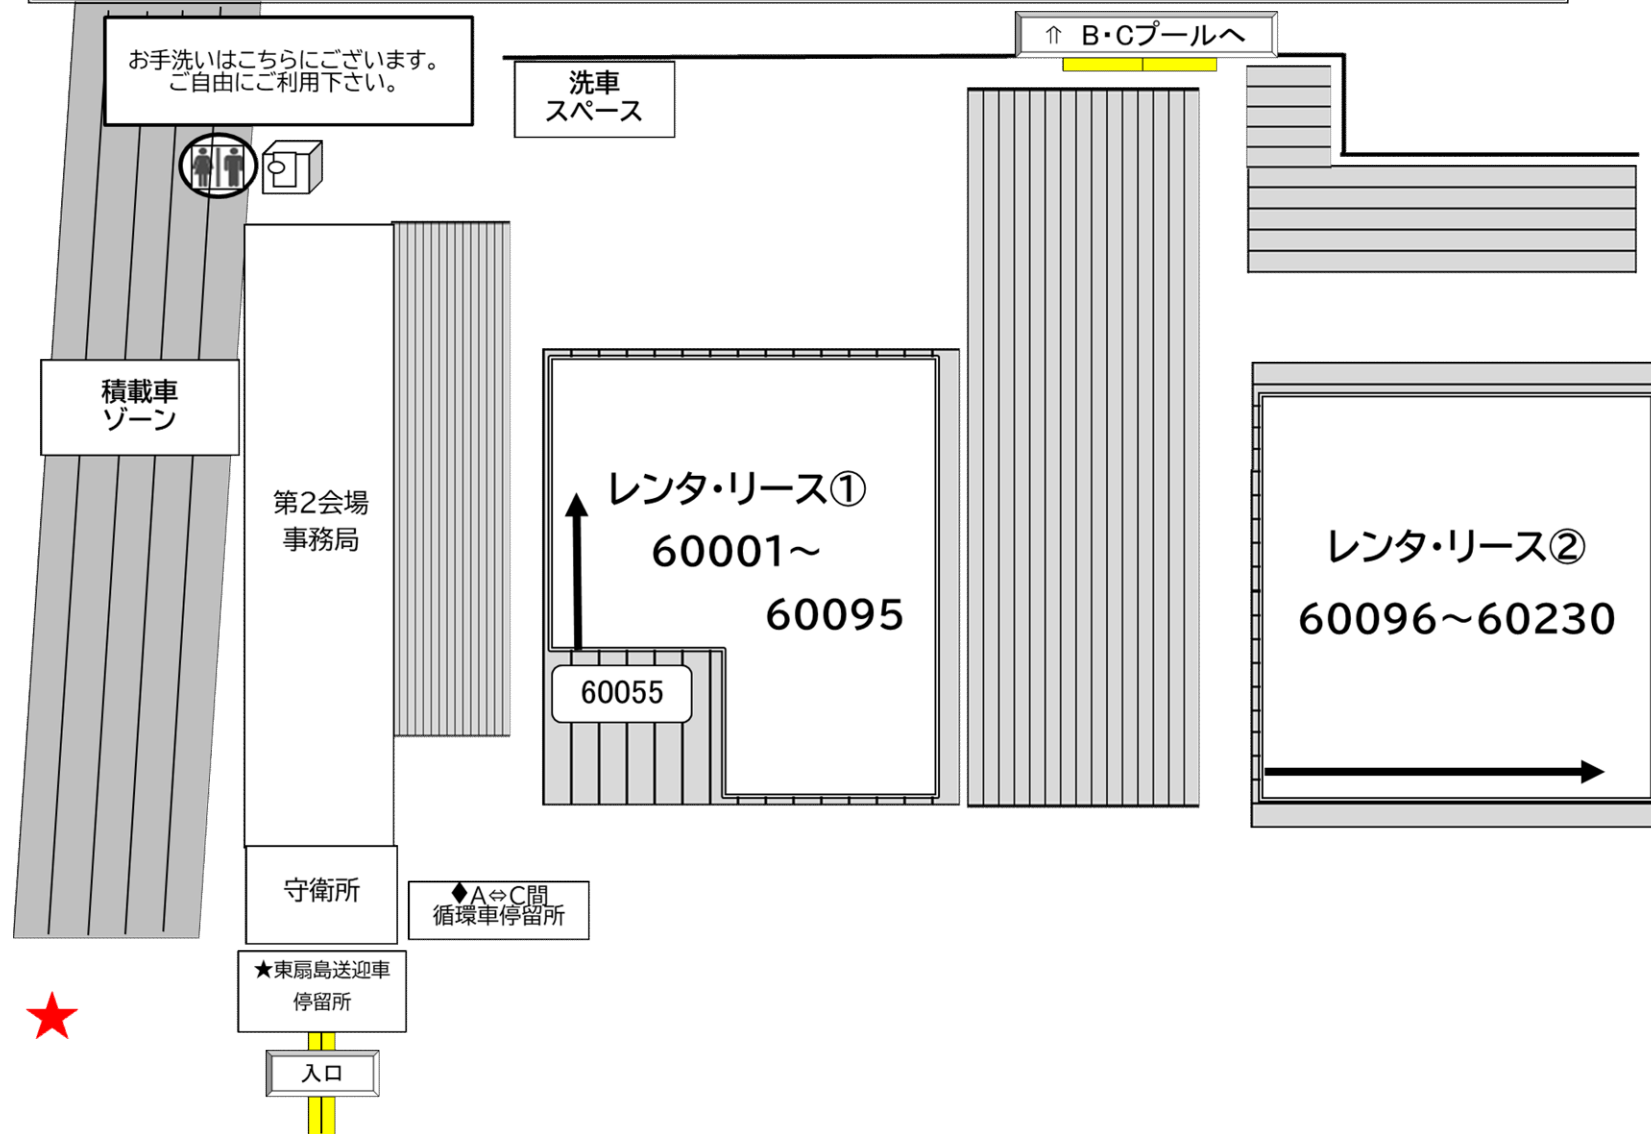 お手洗いはこちらにございます。
ご自由にご利用下さい。
洗車
スペース
⇑ B・Cプールへ
積載車
ゾーン
第2会場
事務局
レンタ・リース①
60001～
60095
60055
レンタ・リース②
60096～60230
守衛所
♦A⇔C間
循環車停留所
★東扇島送迎車
停留所
入口